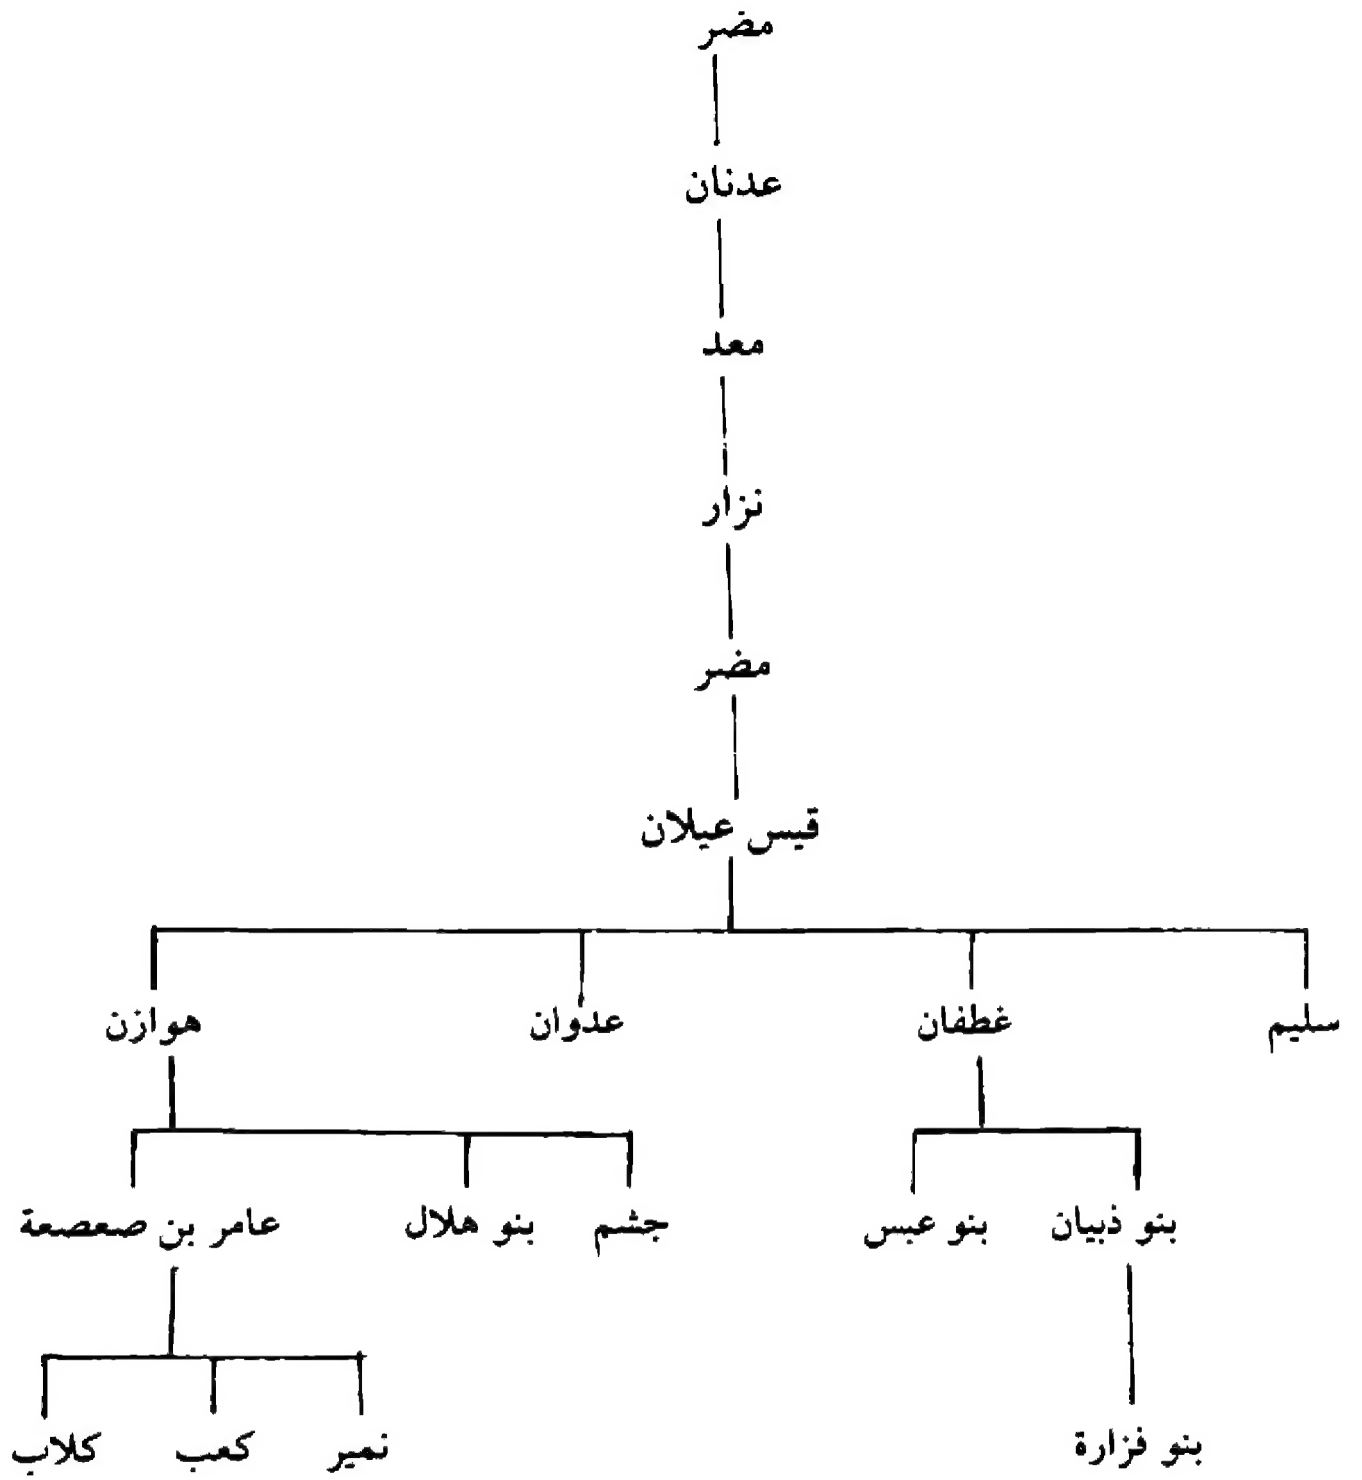 مضر
عدنان
معد
نزار
مضر
قيس عيلان
سليم غطفان عدوان هوازن
بنو ذبيان بنو عبس جشم بنو هلال عامر بن صعصعة
بنو فزارة نمير كعب كلاب